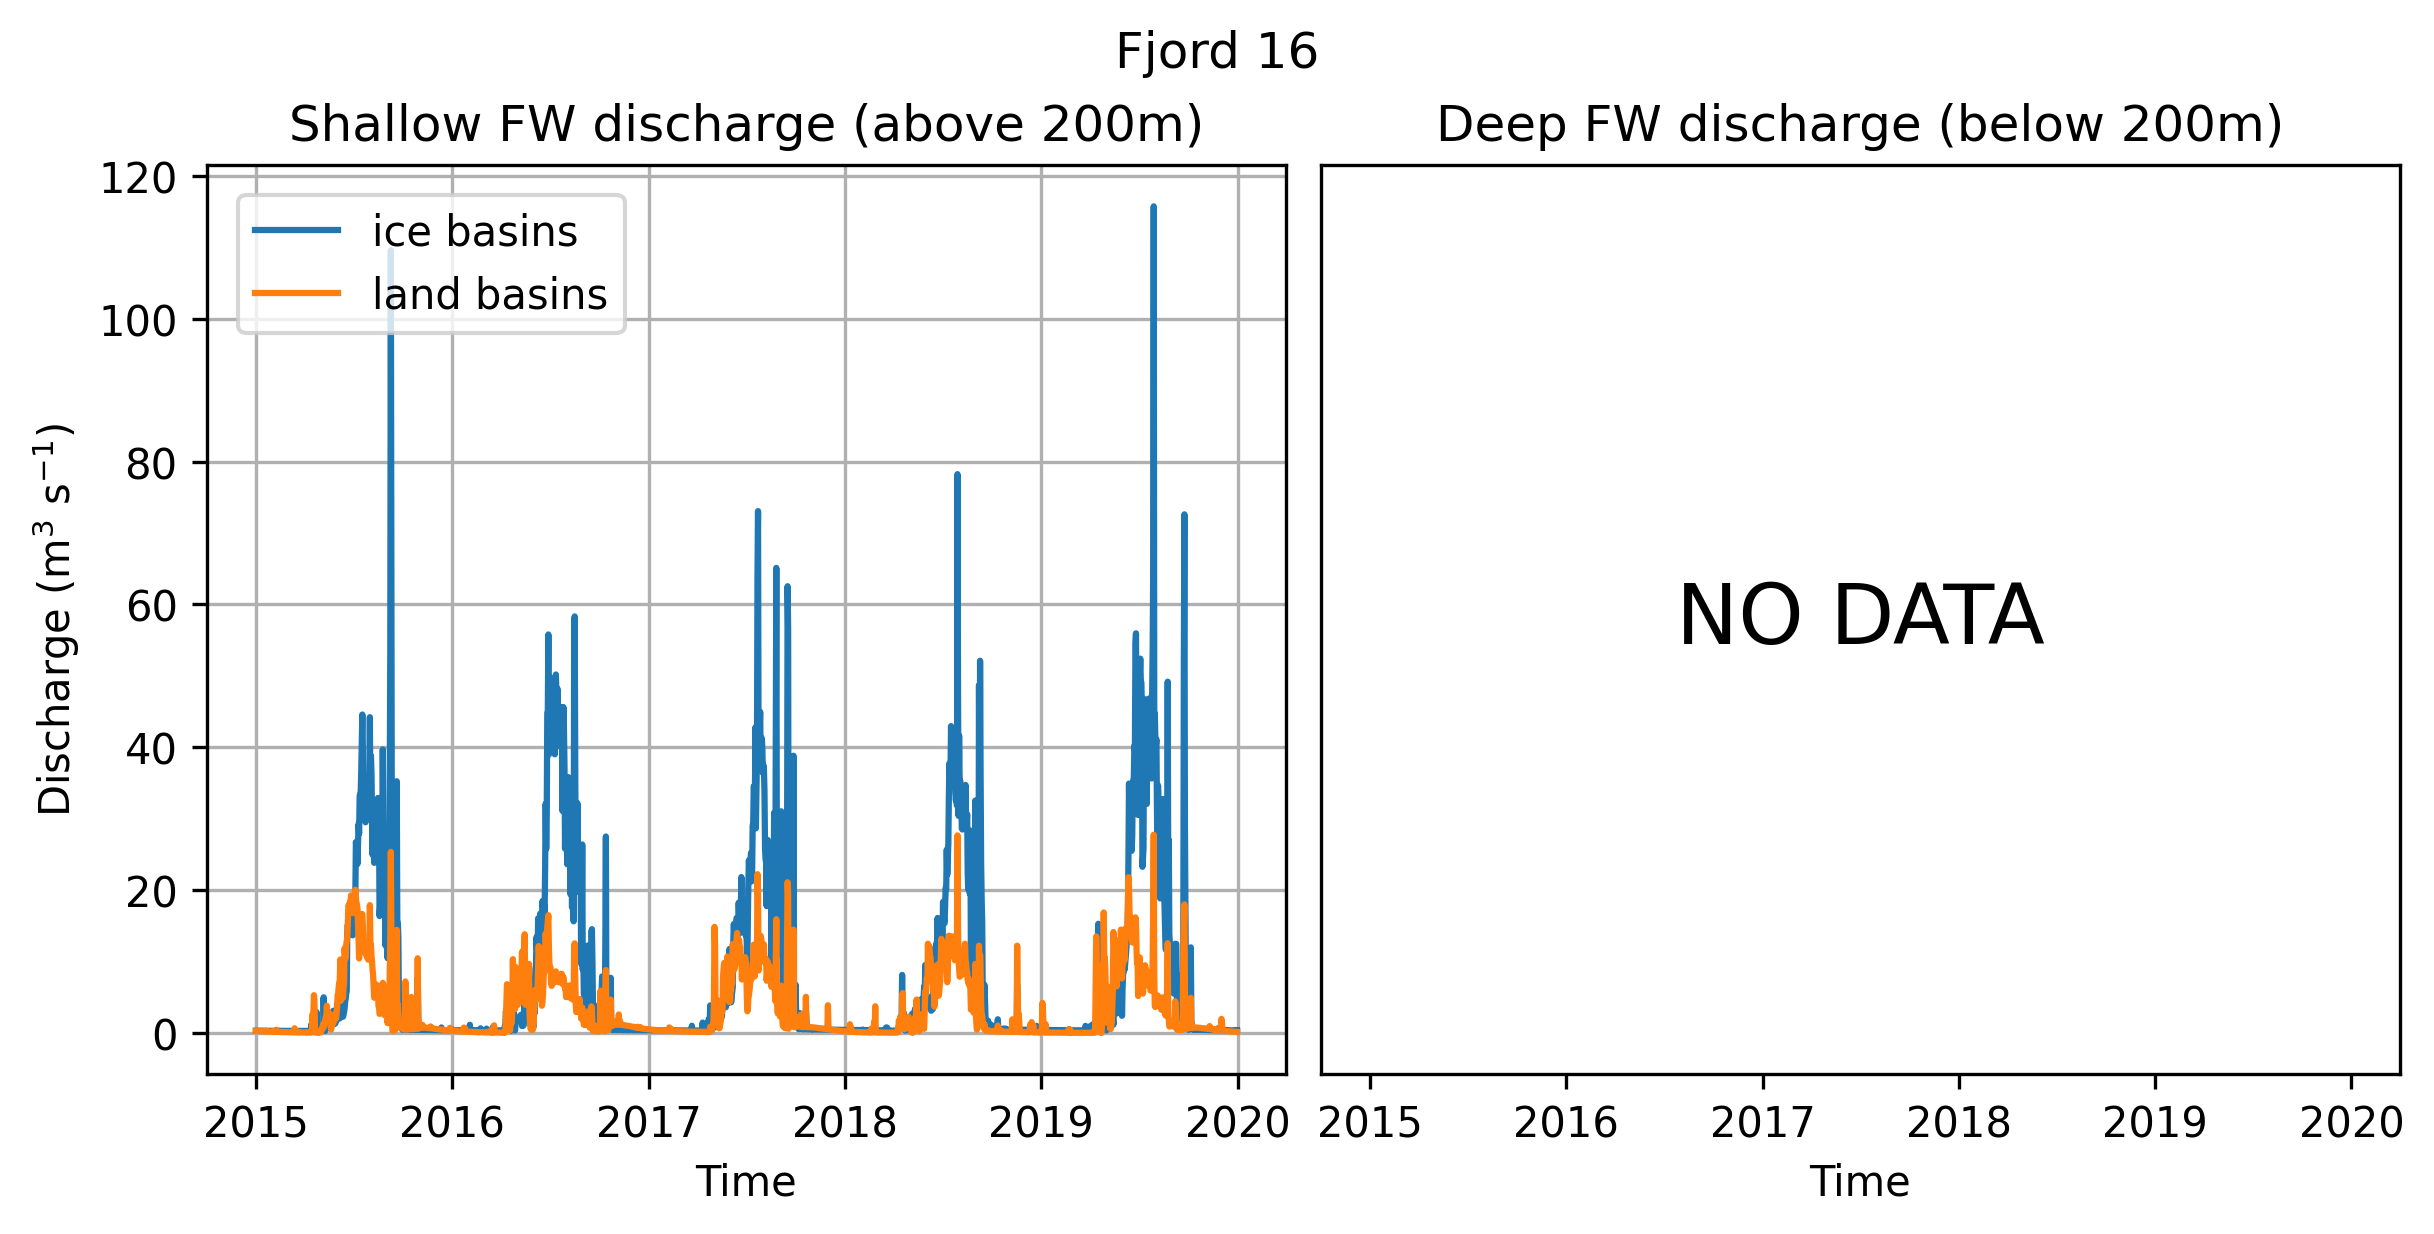 Fjord 16
Shallow FW discharge (above 200m)
Deep FW discharge (below 200m)
120
100
80
60
40
20
0
Discharge (m³ s⁻¹)
ice basins
land basins
NO DATA
2015 2016 2017 2018 2019 2020
2015 2016 2017 2018 2019 2020
Time
Time